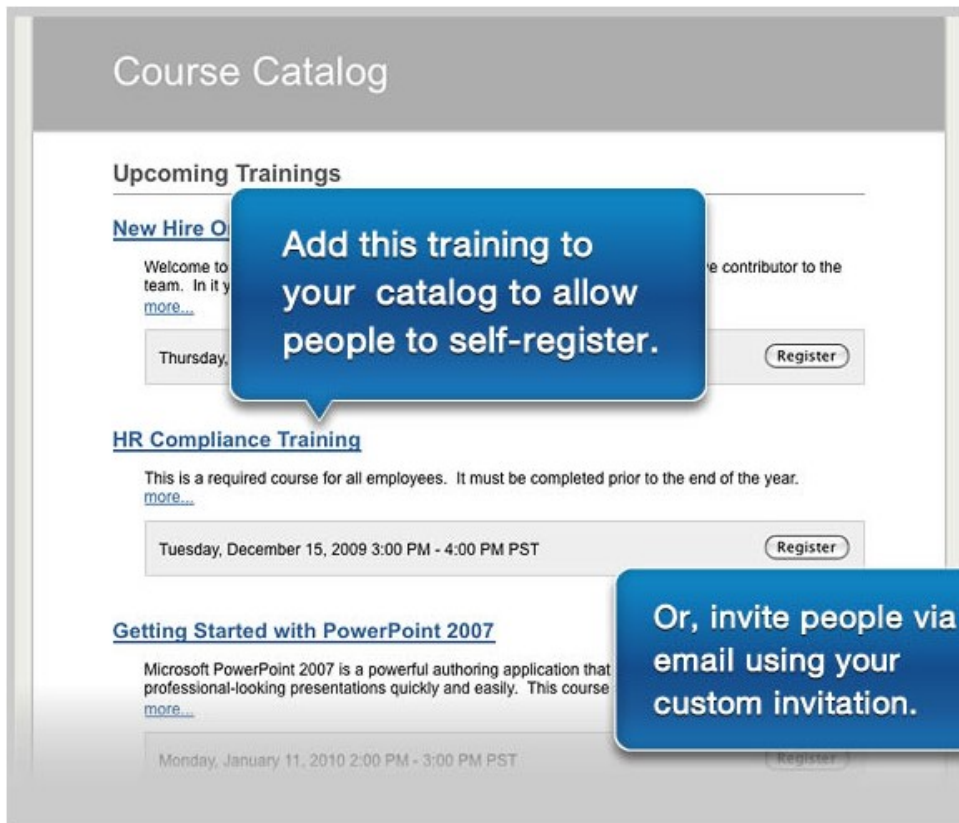 Course Catalog
Upcoming Trainings
New Hire O
Add this training to
your catalog to allow
people to self-register.
Welcome to
e contributor to the
team. In it y
more...
Thursday,
Register
HR Compliance Training
This is a required course for all employees. It must be completed prior to the end of the year.
more...
Tuesday, December 15, 2009 3:00 PM - 4:00 PM PST
Register
Or, invite people via
email using your
custom invitation.
Getting Started with PowerPoint 2007
Microsoft PowerPoint 2007 is a powerful authoring application that
professional-looking presentations quickly and easily. This course
more...
Monday, January 11, 2010 2:00 PM - 3:00 PM PST
Register